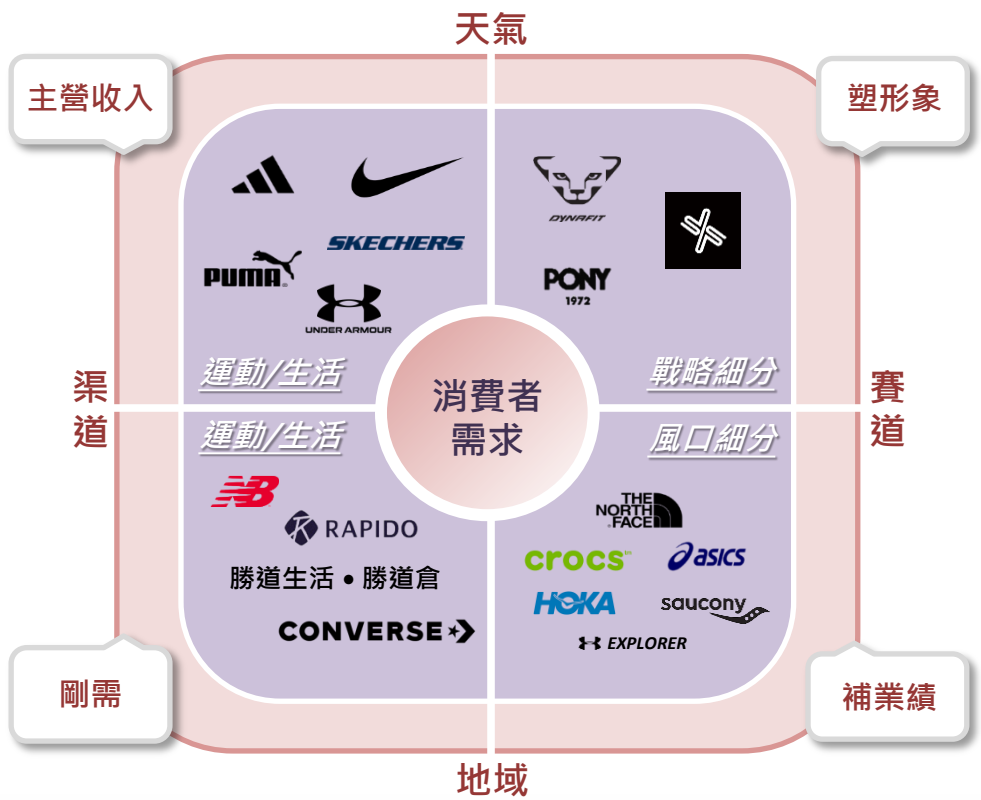 天氣
主營收入
塑形象
DYNAFIT
SKECHERS
PUMA
PONY
1972
UNDER ARMOUR
運動/生活
戰略細分
渠道
消費者
需求
賽道
運動/生活
風口細分
NB
THE
NORTH
FACE
RAPIDO
crocs™
asics
勝道生活 • 勝道倉
HOKA
saucony
CONVERSE
EXPLORER
剛需
補業績
地域